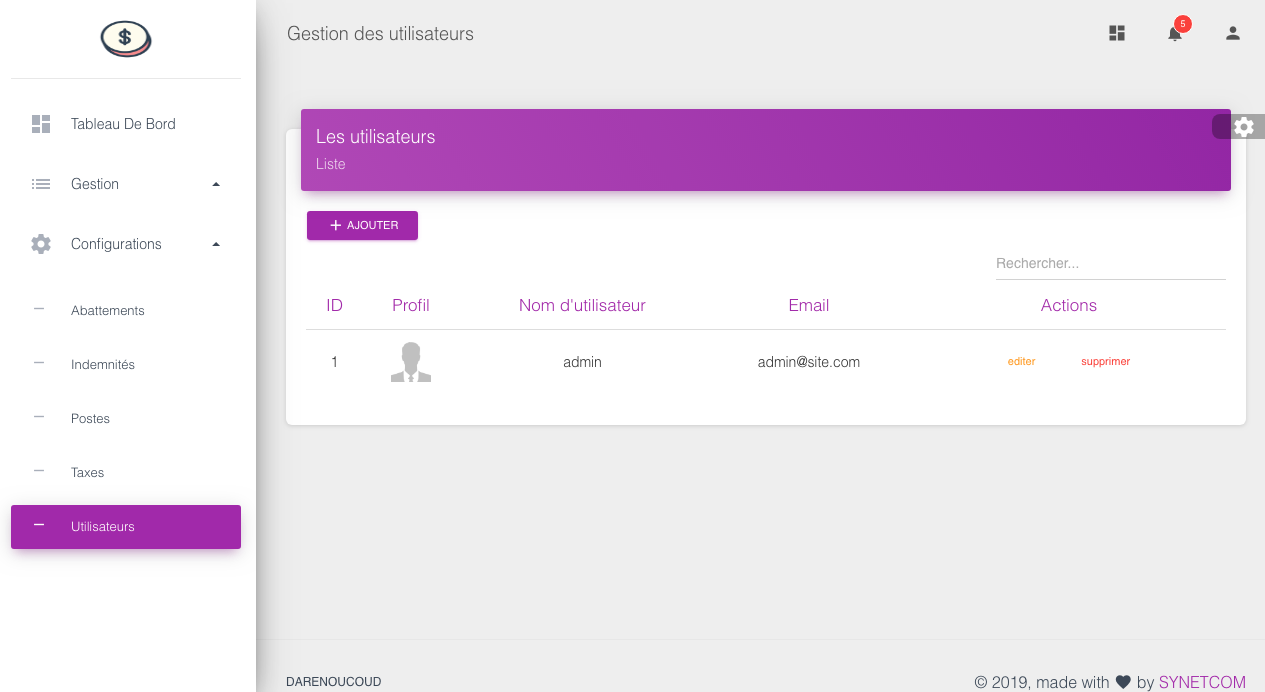 $
Gestion des utilisateurs
5
Tableau De Bord
Gestion
Configurations
Abattements
Indemnités
Postes
Taxes
Utilisateurs
Les utilisateurs
Liste
AJOUTER
Rechercher...
ID Profil Nom d'utilisateur Email Actions
1 admin admin@site.com editer supprimer
DARENOUCOUD
© 2019, made with by SYNETCOM